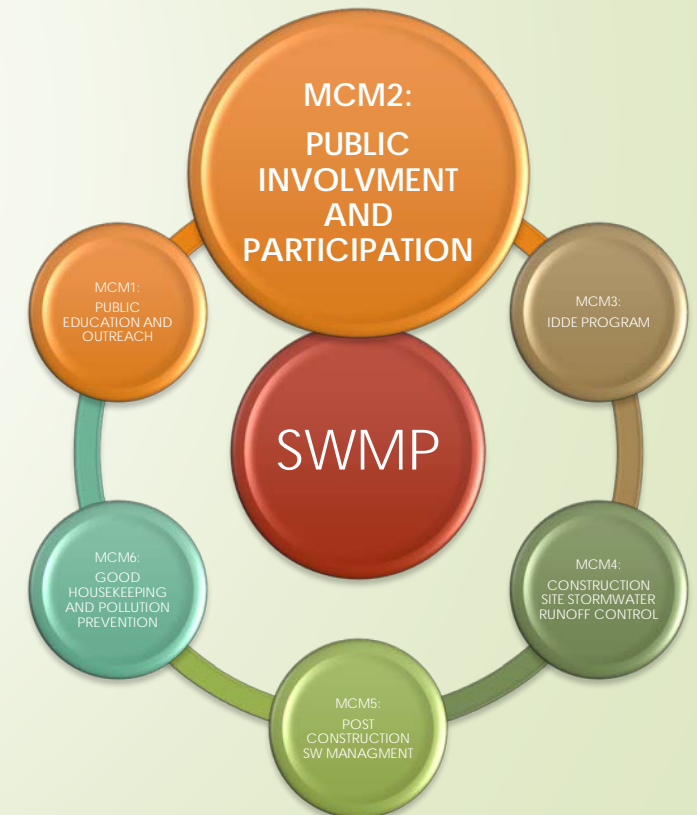 MCM2:
PUBLIC
INVOLVMENT
AND
PARTICIPATION
MCM1:
PUBLIC
EDUCATION AND
OUTREACH
MCM3:
IDDE PROGRAM
SWMP
MCM6:
GOOD
HOUSEKEEPING
AND POLLUTION
PREVENTION
MCM4:
CONSTRUCTION
SITE STORMWATER
RUNOFF CONTROL
MCM5:
POST
CONSTRUCTION
SW MANAGMENT